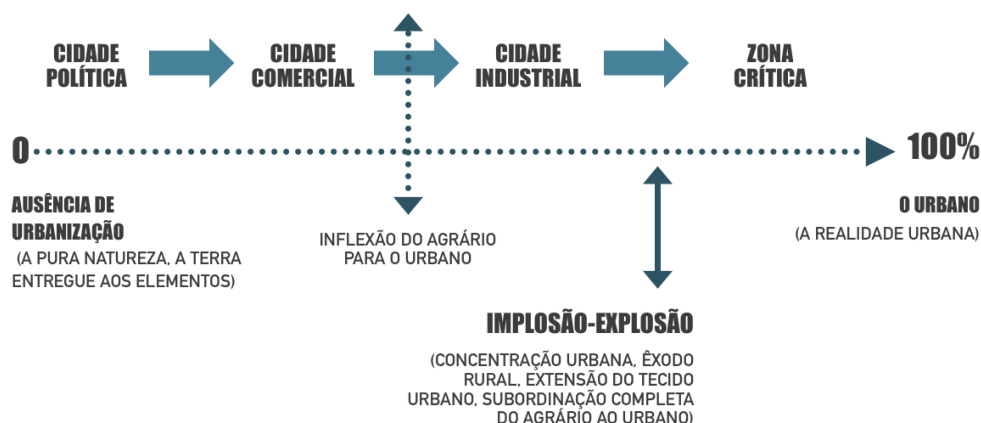 CIDADE
POLÍTICA
CIDADE
COMERCIAL
CIDADE
INDUSTRIAL
ZONA
CRÍTICA
0
100%
AUSÊNCIA DE
URBANIZAÇÃO
(A PURA NATUREZA, A TERRA
ENTREGUE AOS ELEMENTOS)
INFLEXÃO DO AGRÁRIO
PARA O URBANO
O URBANO
(A REALIDADE URBANA)
IMPLOSÃO-EXPLOSÃO
(CONCENTRAÇÃO URBANA, ÊXODO
RURAL, EXTENSÃO DO TECIDO
URBANO, SUBORDINAÇÃO COMPLETA
DO AGRÁRIO AO URBANO)